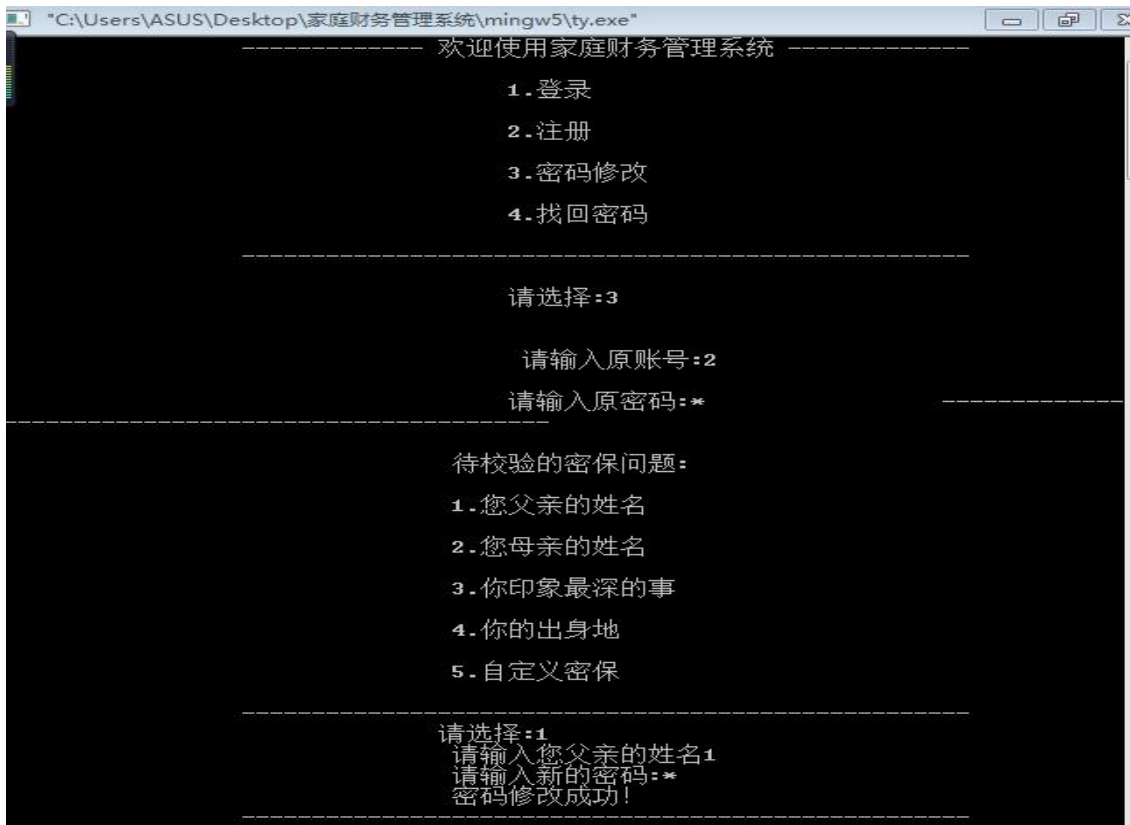 "C:\Users\ASUS\Desktop\家庭财务管理系统\mingw5\ty.exe"
------------- 欢迎使用家庭财务管理系统 -------------
1.登录
2.注册
3.密码修改
4.找回密码
----------------------------------------------------
请选择:3
请输入原账号:2
请输入原密码:* -------------
---------------------------------------
待校验的密保问题:
1.您父亲的姓名
2.您母亲的姓名
3.你印象最深的事
4.你的出身地
5.自定义密保
----------------------------------------------------
请选择:1
请输入您父亲的姓名1
请输入新的密码:*
密码修改成功!
----------------------------------------------------